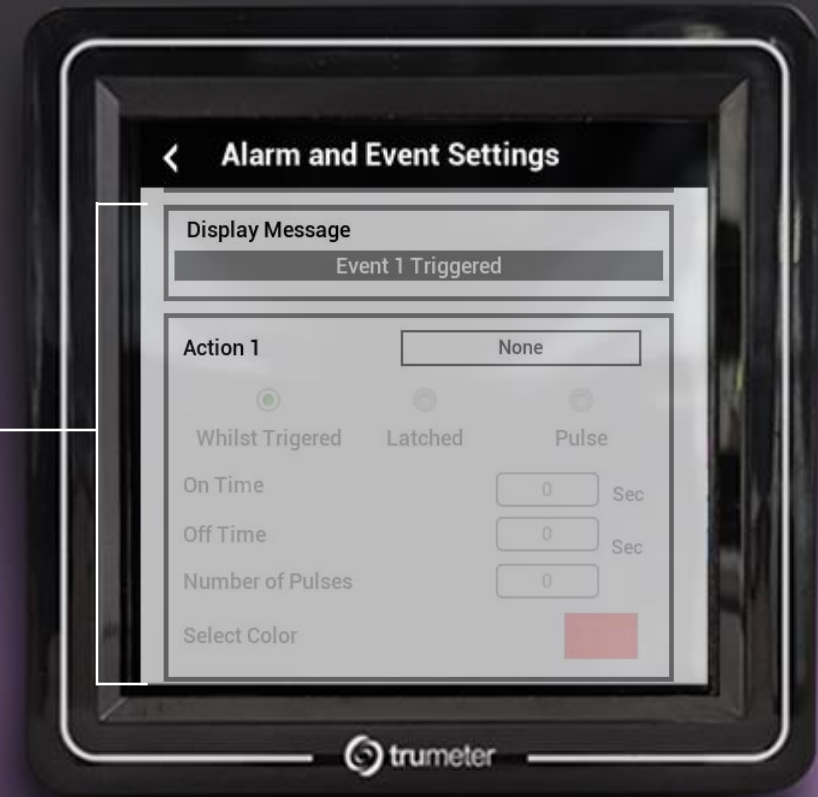 Alarm and Event Settings
Display Message
Event 1 Triggered
Action 1 None
Whilst Trigered Latched Pulse
On Time 0 Sec
Off Time 0 Sec
Number of Pulses 0
Select Color
trumeter